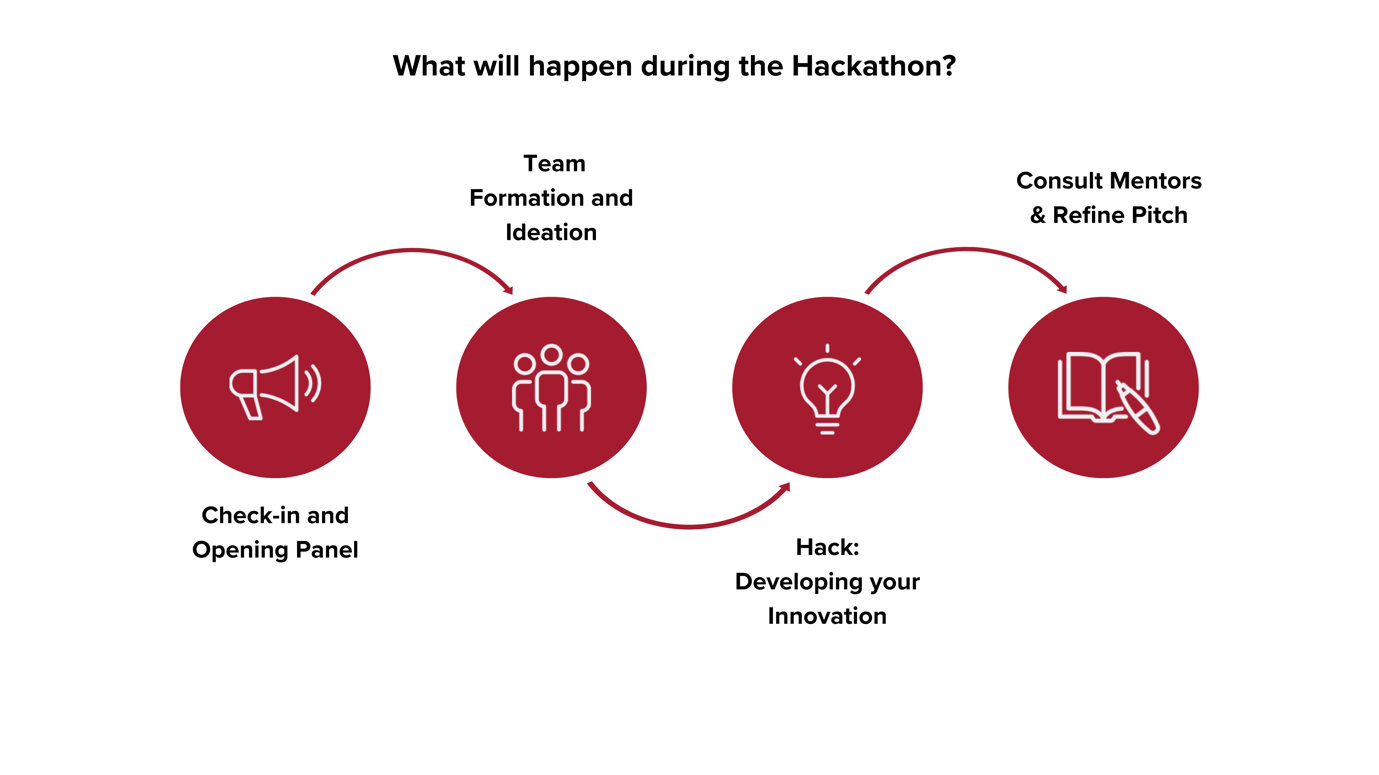 What will happen during the Hackathon?
Check-in and
Opening Panel
Team
Formation and
Ideation
Hack:
Developing your
Innovation
Consult Mentors
& Refine Pitch